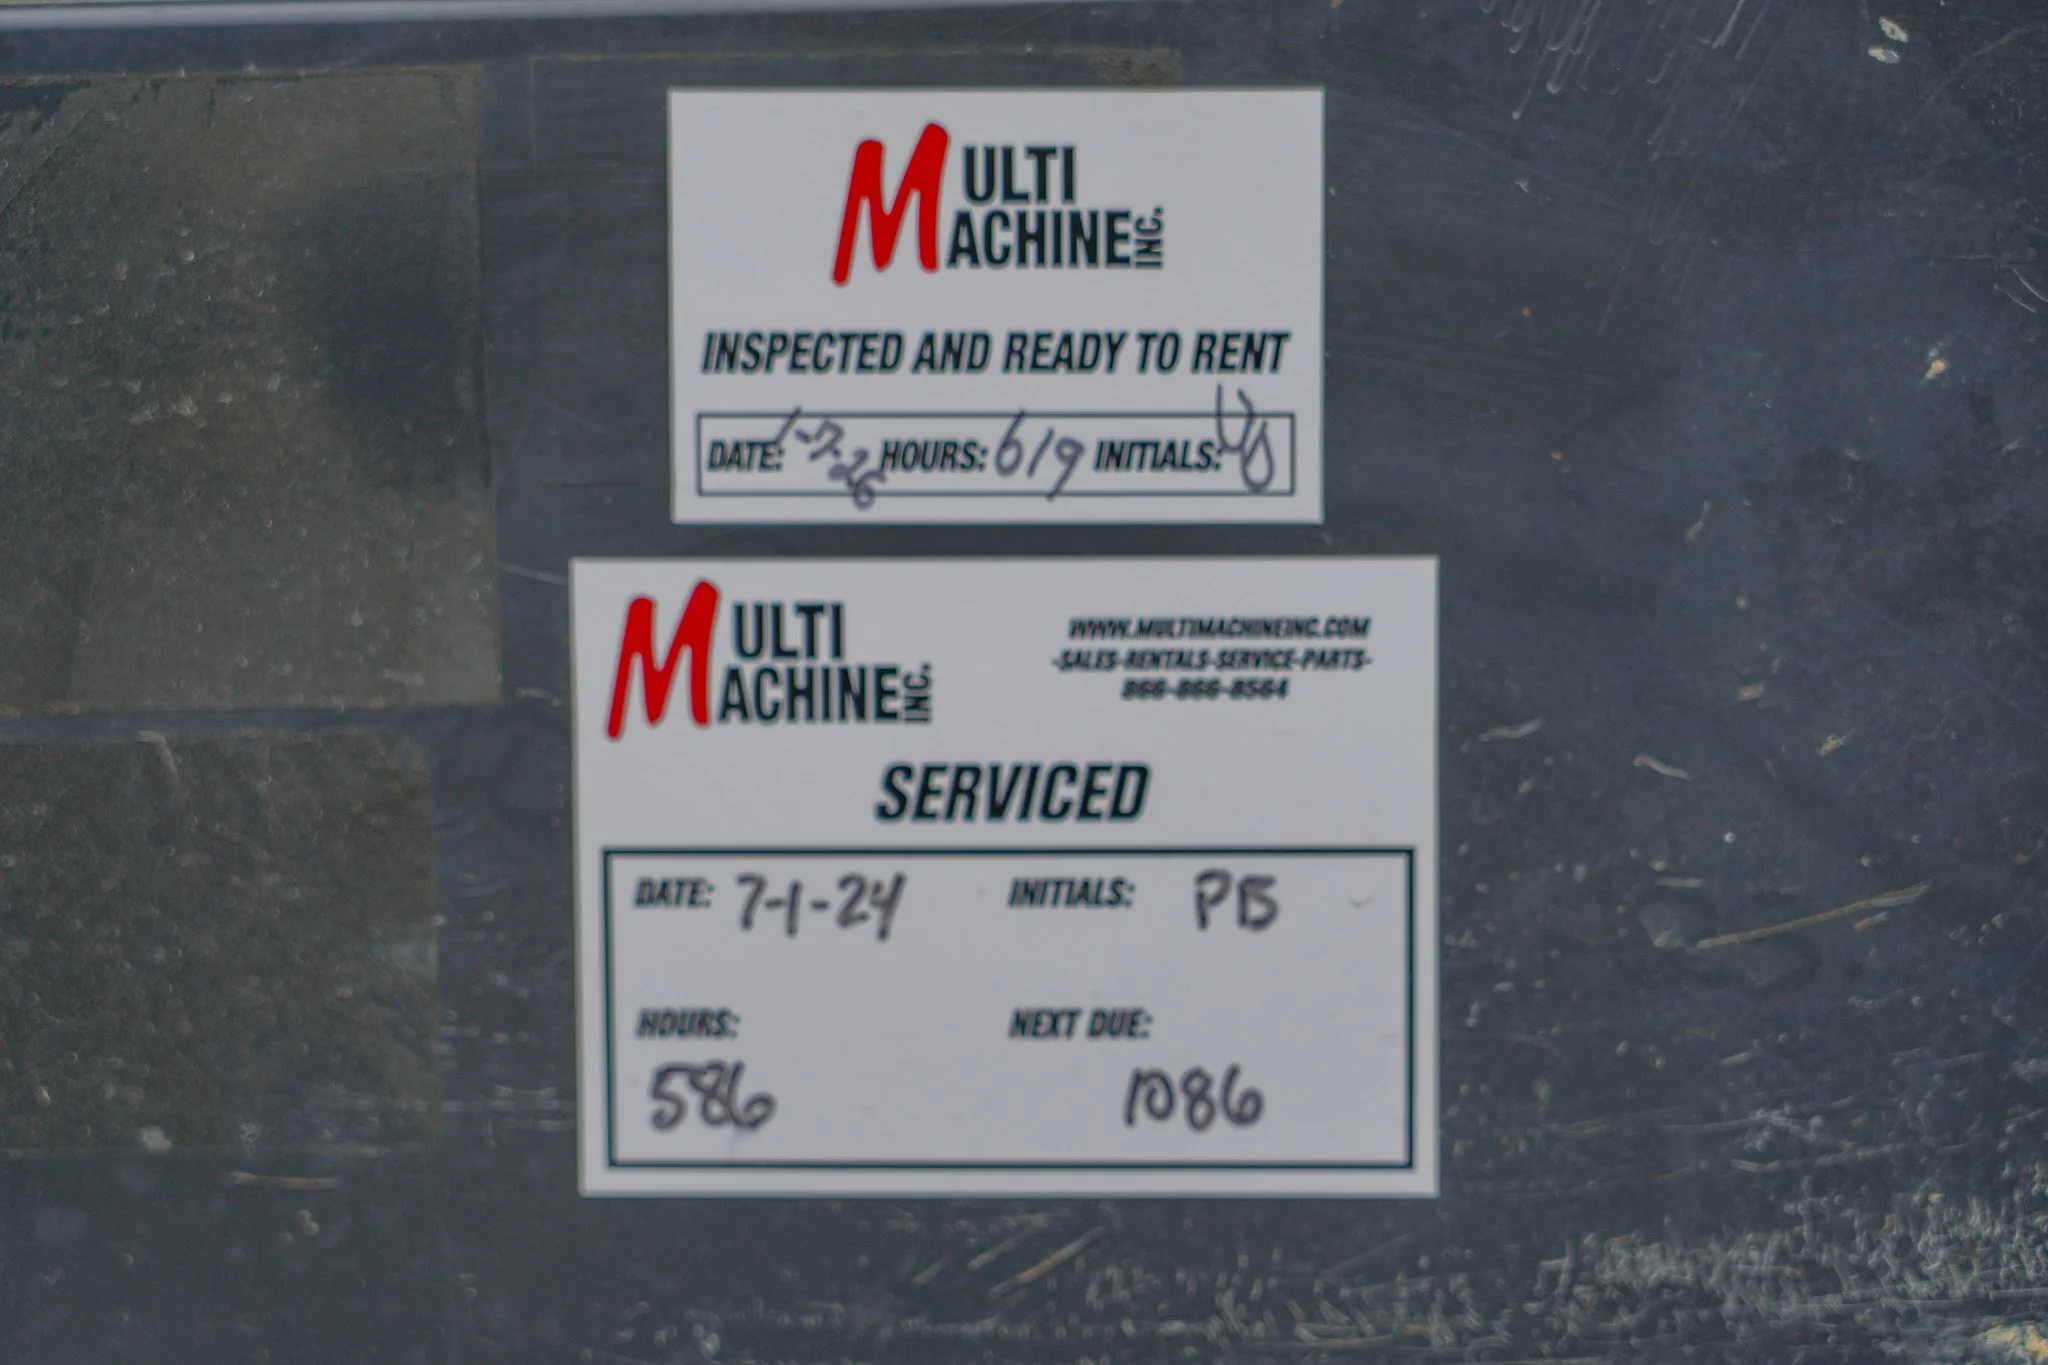 MULTI
MACHINE INC.
INSPECTED AND READY TO RENT
DATE: 1-7-26 HOURS: 619 INITIALS:
MULTI
MACHINE INC.
WWW.MULTIMACHINEINC.COM
-SALES-RENTALS-SERVICE-PARTS-
866-866-8564
SERVICED
DATE: 7-1-24 INITIALS: PB
HOURS: NEXT DUE:
586 1086